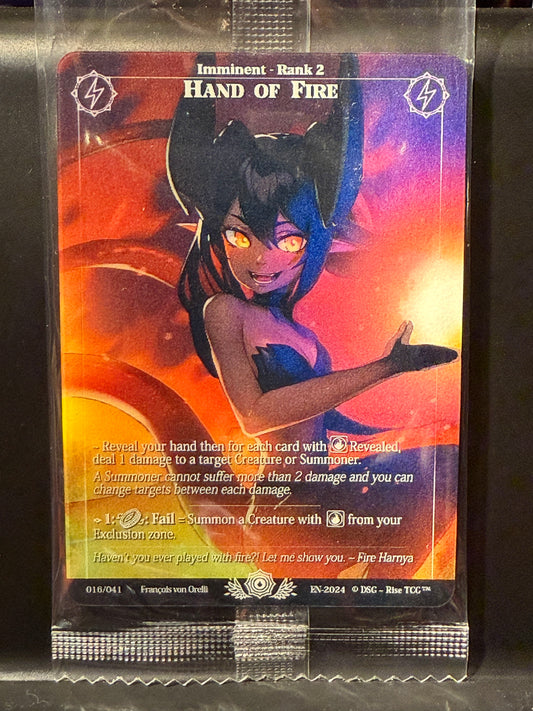 Imminent - Rank 2
HAND OF FIRE
~ Reveal your hand then for each card with Revealed,
deal 1 damage to a target Creature or Summoner.
A Summoner cannot suffer more than 2 damage and you can
change targets between each damage.
1: : Fail = Summon a Creature with from your
Exclusion zone.
Haven't you ever played with fire?! Let me show you. ~ Fire Harnya
016/041 \ François von Orelli EN-2024 © DSG ~ Rise TCG™